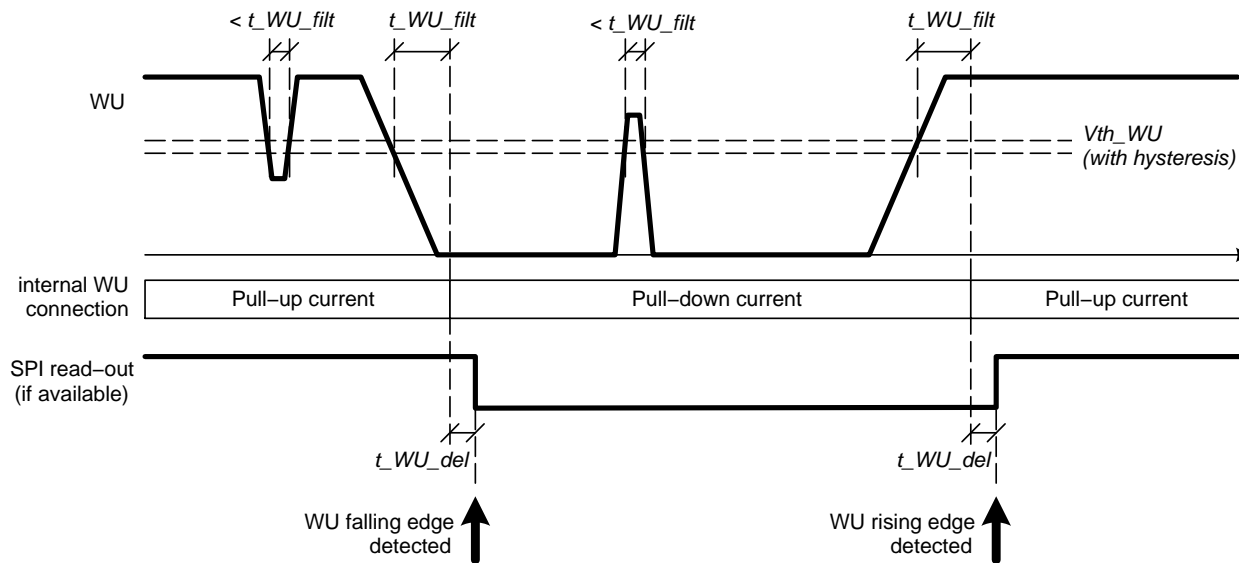 < t_WU_filt
t_WU_filt
< t_WU_filt
t_WU_filt
WU
Vth_WU
(with hysteresis)
internal WU
connection
Pull−up current
Pull−down current
Pull−up current
SPI read−out
(if available)
t_WU_del
t_WU_del
WU falling edge
detected
WU rising edge
detected